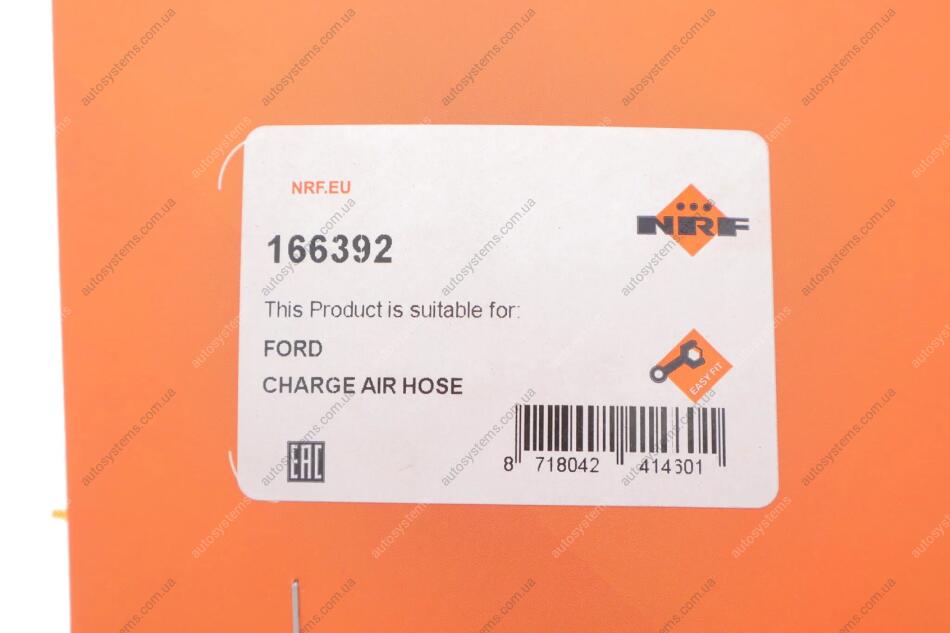 NRF.EU
NRF
166392
This Product is suitable for:
FORD
CHARGE AIR HOSE
EASY FIT
EAC
8 718042 414601
autosystems.com.ua